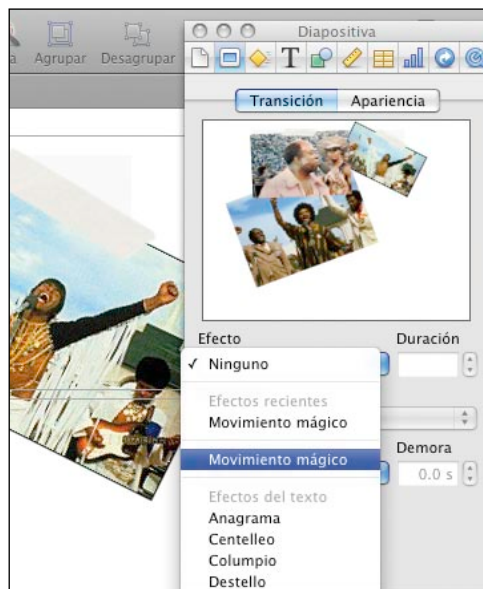 Diapositiva
Agrupar Desagrupar
Transición Apariencia
Efecto Duración
✓ Ninguno
Efectos recientes
Movimiento mágico
Movimiento mágico
Demora
0.0 s
Efectos del texto
Anagrama
Centelleo
Columpio
Destello